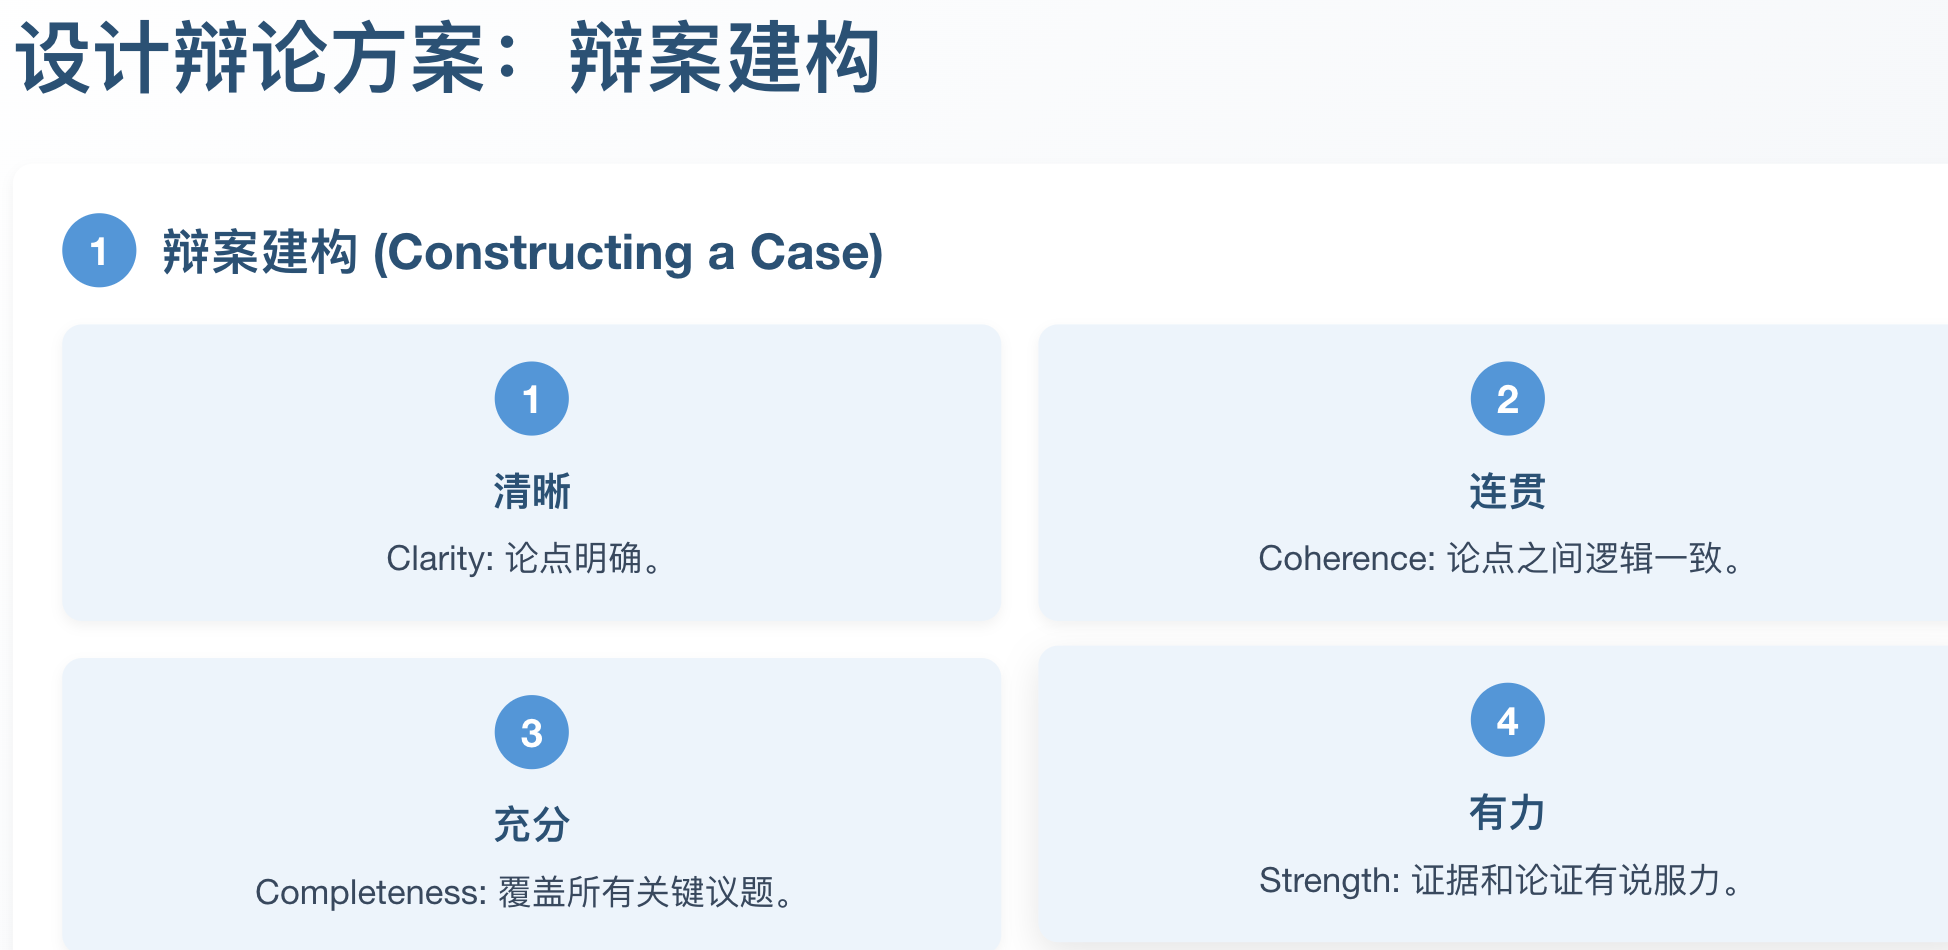 设计辩论方案：辩案建构
1 辩案建构 (Constructing a Case)
1
清晰
Clarity: 论点明确。
2
连贯
Coherence: 论点之间逻辑一致。
3
充分
Completeness: 覆盖所有关键议题。
4
有力
Strength: 证据和论证有说服力。